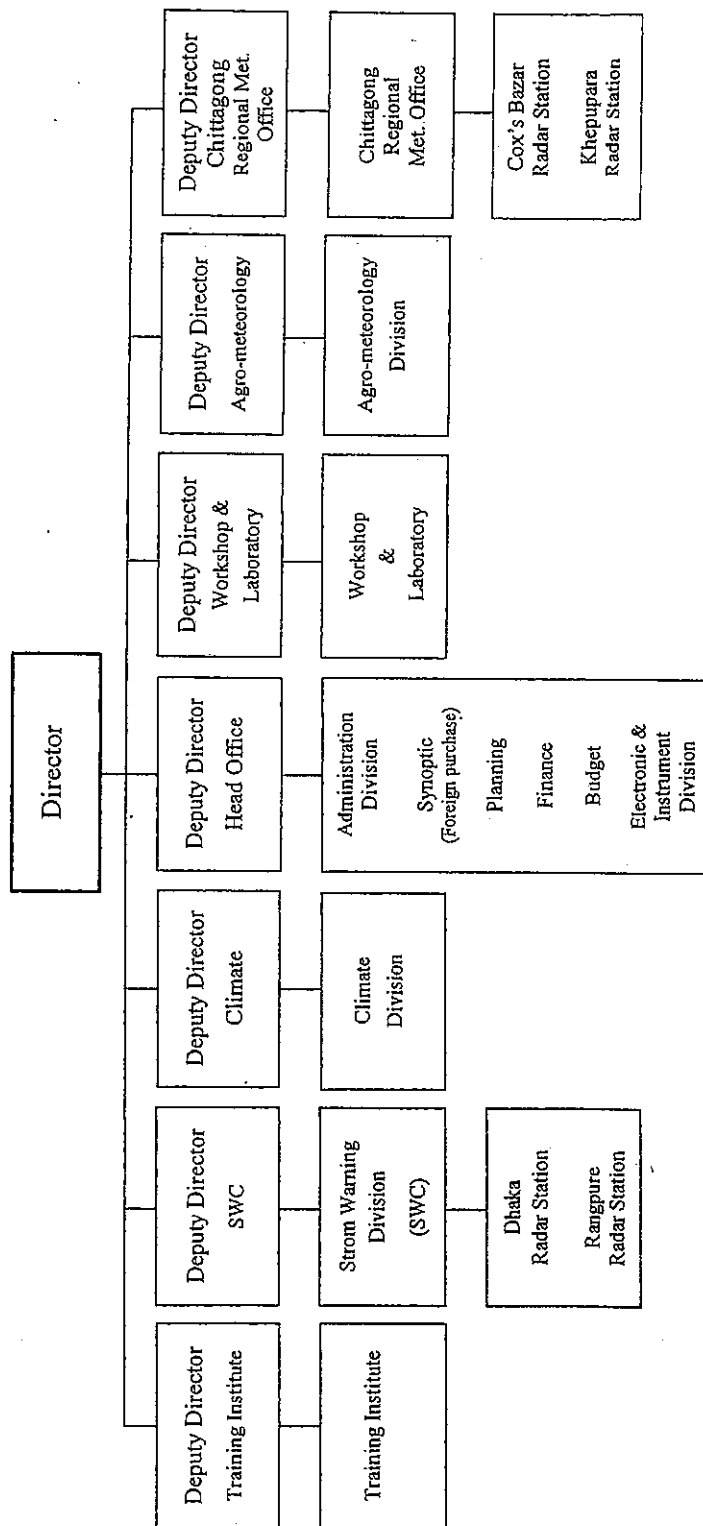 Director
Deputy Director
Training Institute
Deputy Director
SWC
Deputy Director
Climate
Deputy Director
Head Office
Deputy Director
Workshop &
Laboratory
Deputy Director
Agro-meteorology
Deputy Director
Chittagong
Regional Met.
Office
Training Institute
Strom Warning
Division
(SWC)
Climate
Division
Administration
Division
Synoptic
(Foreign purchase)
Planning
Finance
Budget
Electronic &
Instrument
Division
Workshop
&
Laboratory
Agro-meteorology
Division
Chittagong
Regional
Met. Office
Dhaka
Radar Station
Rangpure
Radar Station
Cox's Bazar
Radar Station
Khepupara
Radar Station